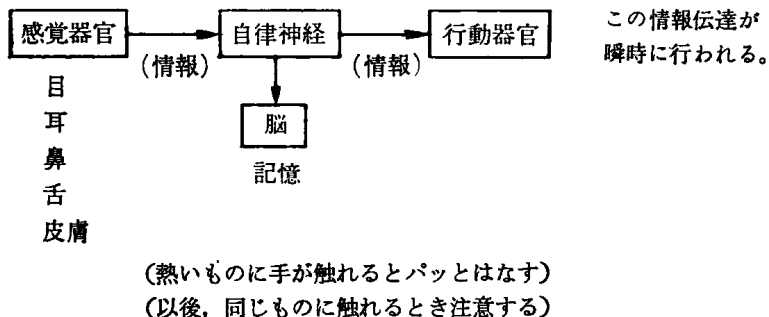 感覚器官
(情報)
自律神経
(情報)
行動器官
この情報伝達が
瞬時に行われる。
目
耳
鼻
舌
皮膚
脳
記憶
(熱いものに手が触れるとパッとはなす)
(以後，同じものに触れるとき注意する)